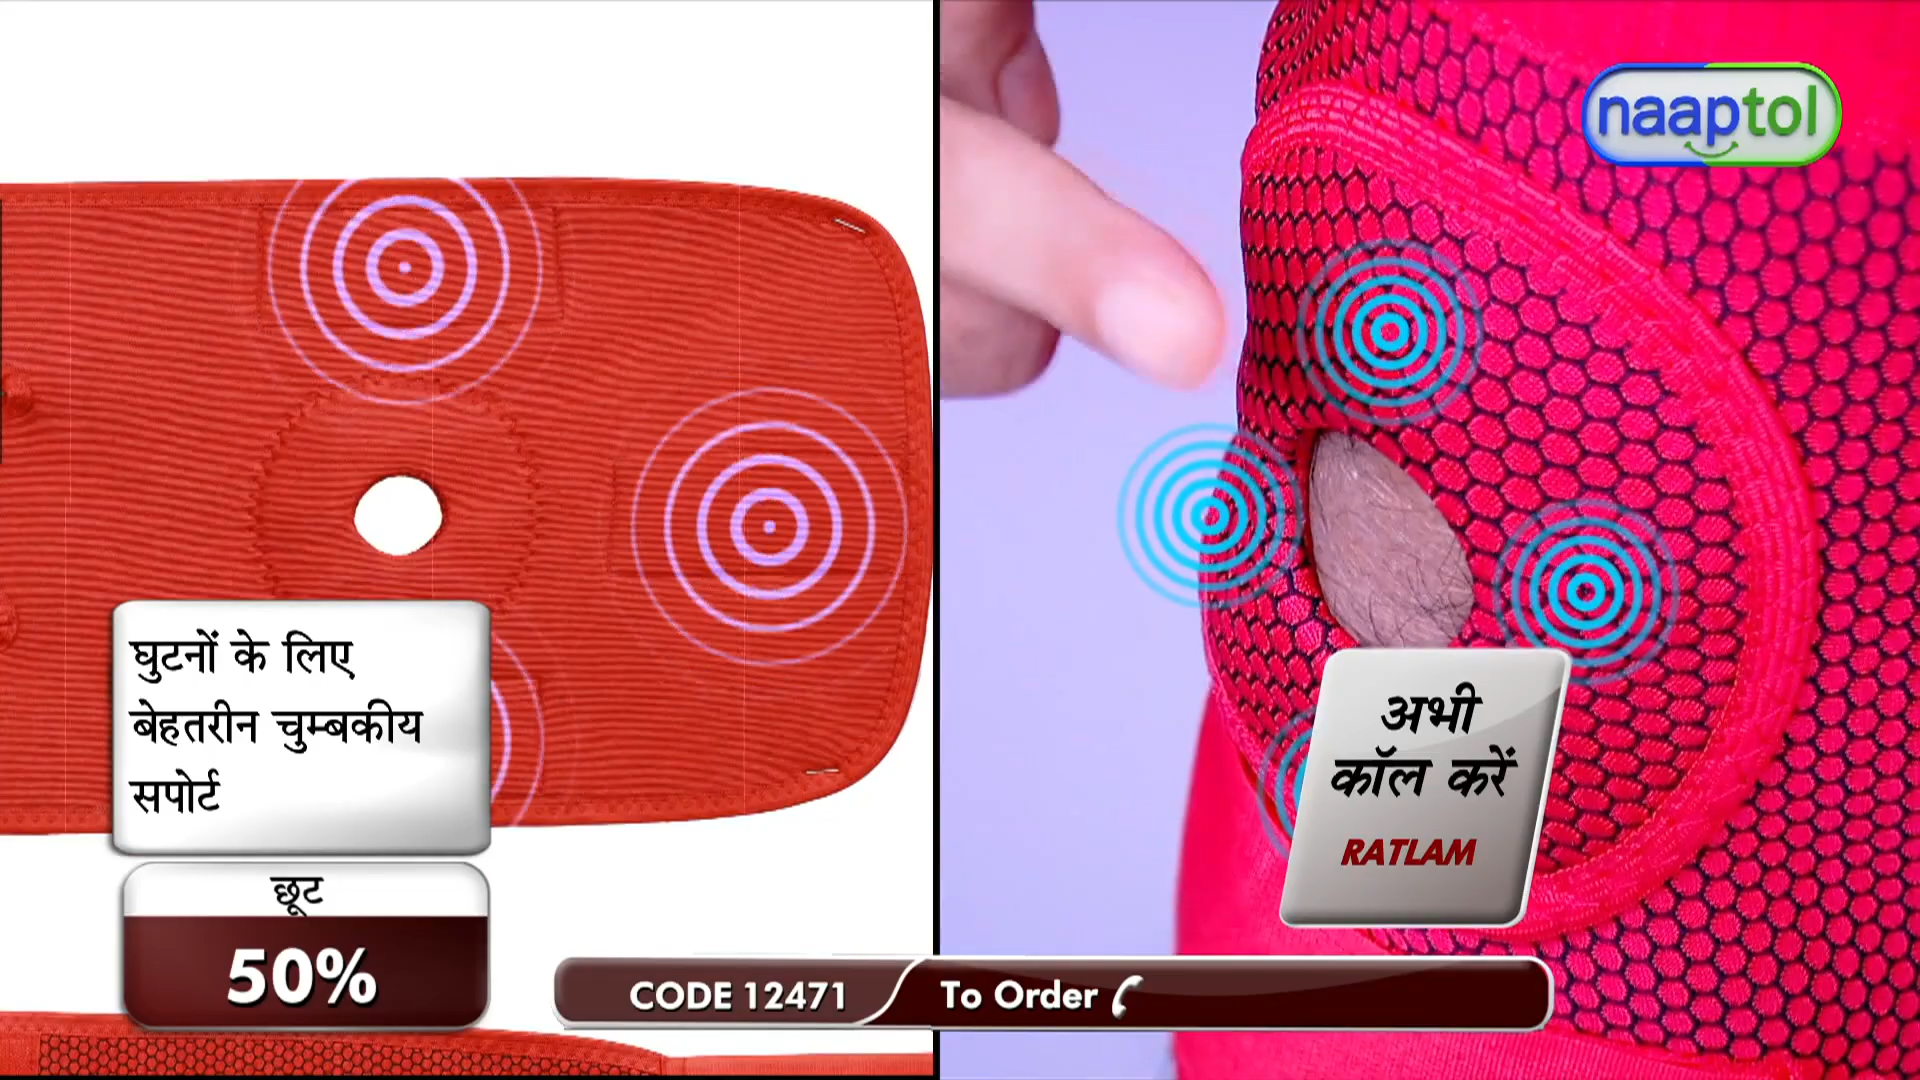 naaptol
घुटनों के लिए
बेहतरीन चुम्बकीय
सपोर्ट
छूट
50%
अभी
कॉल करें
RATLAM
CODE 12471
To Order